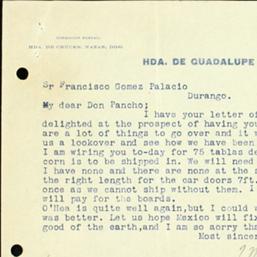 DIRECCION POSTAL:
HDA. DE CRUCES, NAZAS, DGO.
HDA. DE GUADALUPE
Sr Francisco Gomez Palacio
Durango.
My dear Don Pancho;
I have your letter of
delighted at the prospect of having you
are a lot of things to go over and it w
us a lookover and see how we have been
I am wiring you to-day for 75 tablas de
corn is to be shipped in. We will need
I have none and there are none at the s
the right length for the car doors 7ft.
once as we cannot ship without them. I
will pay for the boards.
O'Hea is quite well again,but I could w
was better. Let us hope Mexico will fix
good of the earth,and I am so sorry tha
Most since